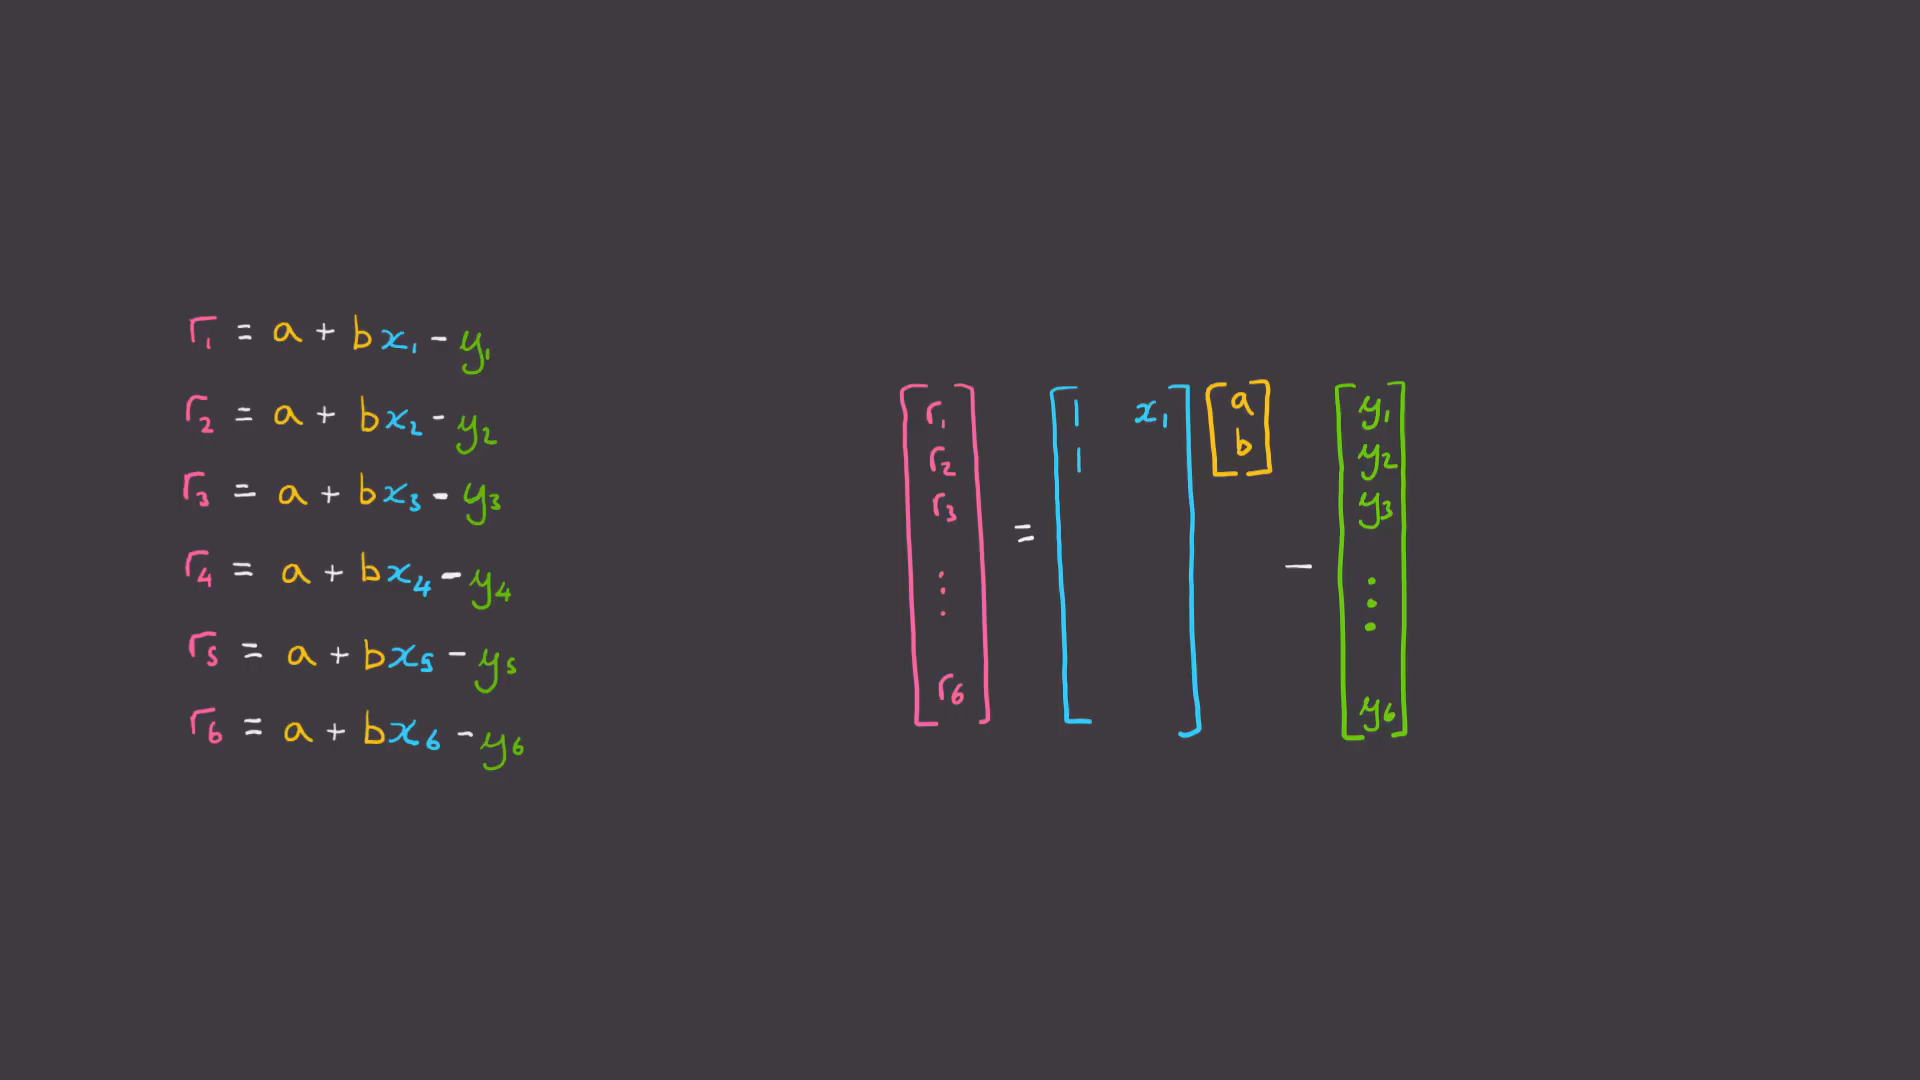 r₁ = a + bx₁ - y₁
r₂ = a + bx₂ - y₂
r₃ = a + bx₃ - y₃
r₄ = a + bx₄ - y₄
r₅ = a + bx₅ - y₅
r₆ = a + bx₆ - y₆
[r₁ r₂ r₃ ⋮ r₆] = [1 x₁ 1] [a b] - [y₁ y₂ y₃ ⋮ y₆]